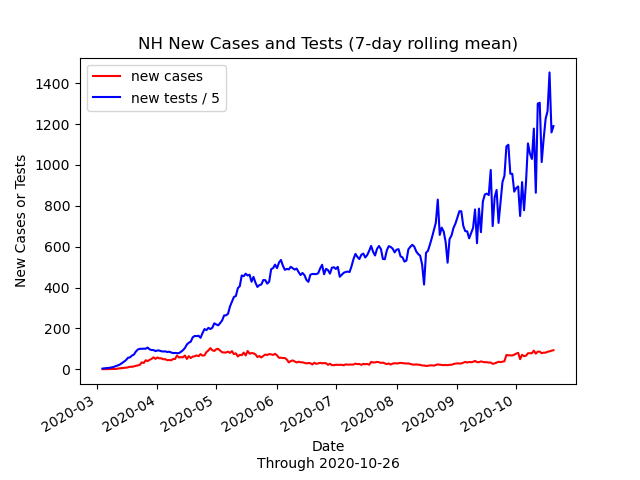 NH New Cases and Tests (7-day rolling mean)
new cases
new tests / 5
New Cases or Tests
1400
1200
1000
800
600
400
200
0
2020-03
2020-04
2020-05
2020-06
2020-07
2020-08
2020-09
2020-10
Date
Through 2020-10-26